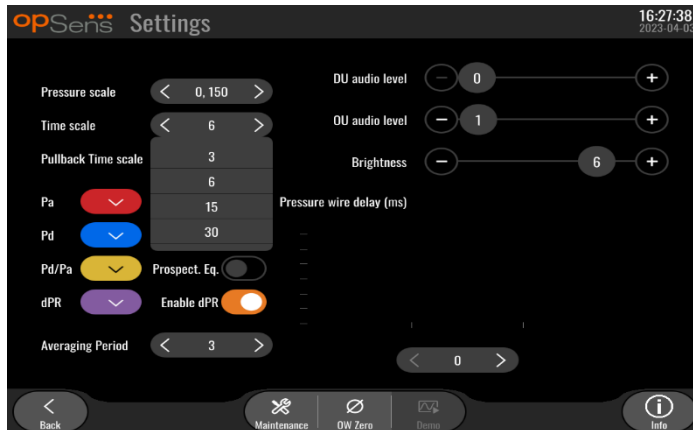 opSens Settings
16:27:38
2023-04-03
Pressure scale
0, 150
Time scale
6
Pullback Time scale
3
6
15
30
Pa
Pd
Pd/Pa
Prospect. Eq.
dPR
Enable dPR
Averaging Period
3
DU audio level
0
OU audio level
1
Brightness
6
Pressure wire delay (ms)
0
Back
Maintenance
OW Zero
Demo
Info